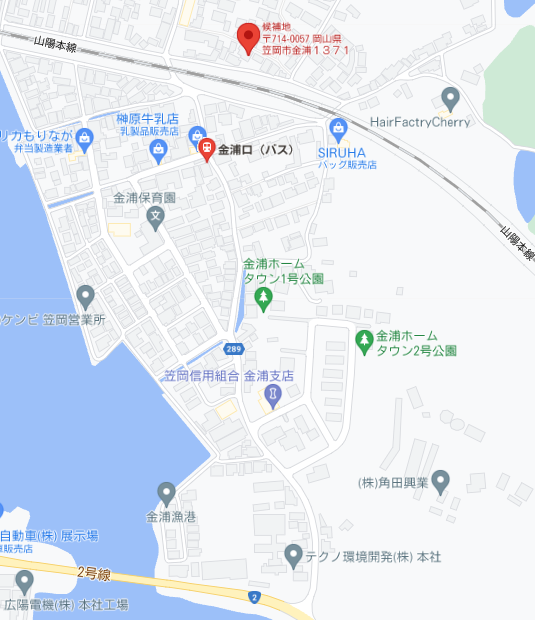 候補地
〒714-0057 岡山県
笠岡市金浦１３７１
山陽本線
榊原牛乳店
乳製品販売店
HairFactryCherry
リカもりなが
弁当製造業者
金浦口（バス）
SIRUHA
バッグ販売店
金浦保育園
文
山陽本線
金浦ホーム
タウン1号公園
ケンピ 笠岡営業所
289
金浦ホーム
タウン2号公園
笠岡信用組合 金浦支店
(株)角田興業
金浦漁港
自動車(株) 展示場
販売店
テクノ環境開発(株) 本社
2号線
2
広陽電機(株) 本社工場